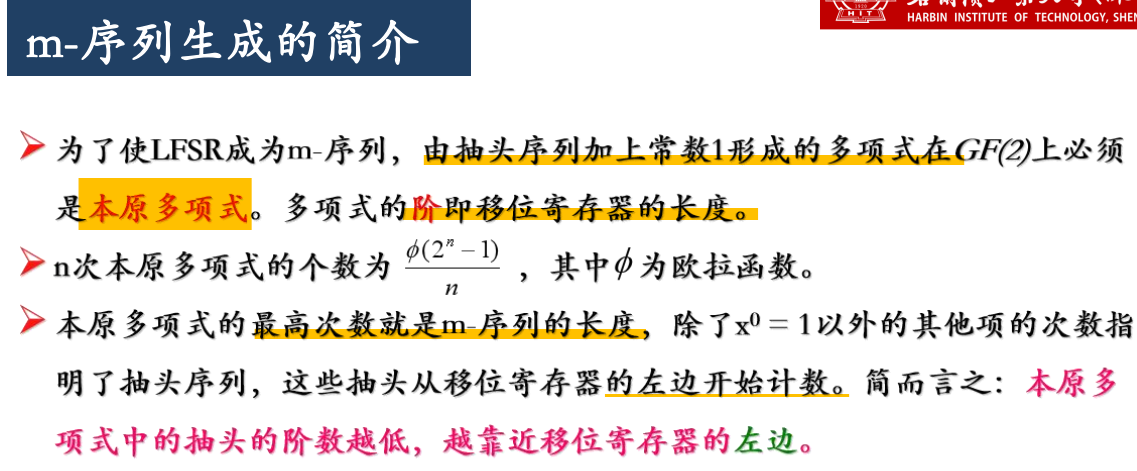 HARBIN INSTITUTE OF TECHNOLOGY, SHEN
HIT
1920
m-序列生成的简介
为了使LFSR成为m-序列，由抽头序列加上常数1形成的多项式在GF(2)上必须
是本原多项式。多项式的阶即移位寄存器的长度。
n次本原多项式的个数为 ϕ(2ⁿ − 1)/n ，其中ϕ为欧拉函数。
本原多项式的最高次数就是m-序列的长度，除了x⁰ = 1以外的其他项的次数指
明了抽头序列，这些抽头从移位寄存器的左边开始计数。简而言之：本原多
项式中的抽头的阶数越低，越靠近移位寄存器的左边。